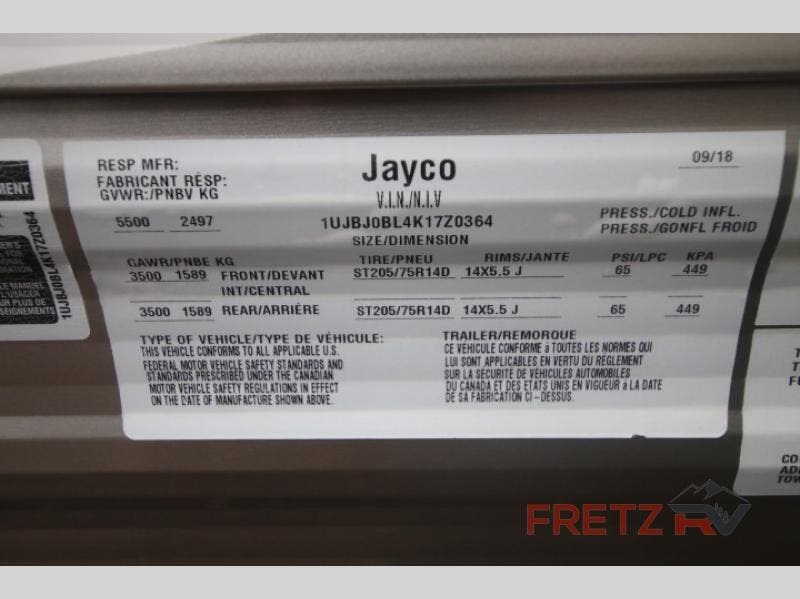 RESP MFR:
FABRICANT RÉSP:
GVWR:/PNBV KG
5500 2497
Jayco
V.I.N./N.I.V
1UJBJ0BL4K17Z0364
SIZE/DIMENSION
09/18
PRESS./COLD INFL.
PRESS./GONFL FROID
GAWR/PNBE KG TIRE/PNEU RIMS/JANTE PSI/LPC KPA
3500 1589 FRONT/DEVANT ST205/75R14D 14X5.5 J 65 449
INT/CENTRAL
3500 1589 REAR/ARRIÉRE ST205/75R14D 14X5.5 J 65 449
TYPE OF VEHICLE/TYPE DE VÉHICULE: TRAILER/REMORQUE
THIS VEHICLE CONFORMS TO ALL APPLICABLE U.S.
FEDERAL MOTOR VEHICLE SAFETY STANDARDS AND
STANDARDS PRESCRIBED UNDER THE CANADIAN
MOTOR VEHICLE SAFETY REGULATIONS IN EFFECT
ON THE DATE OF MANUFACTURE SHOWN ABOVE.
CE VÉHICULE CONFORME À TOUTES LES NORMES QUI
LUI SONT APPLICABLES EN VERTU DU REGLEMENT
SUR LA SÉCURITÉ DE VÉHICULES AUTOMOBILES
DU CANADA ET DES ETATS UNIS EN VIGUEUR À LA DATE
DE SA FABRICATION CI-DESSUS.
1UJBJ0BL4K17Z0364
FRETZ RV